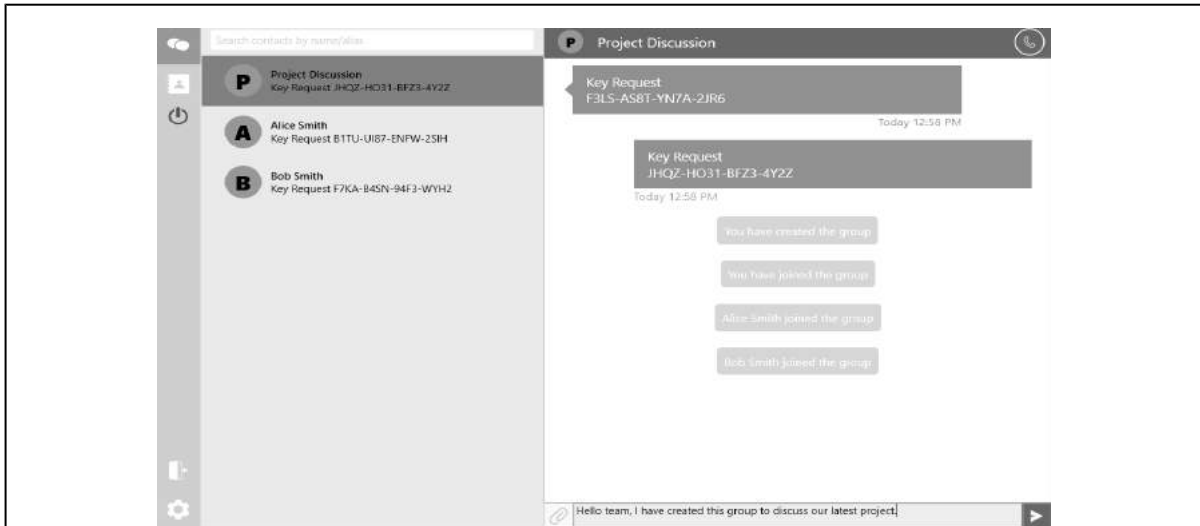 Search contacts by name/alias
P
Project Discussion
Key Request JHQZ-HO31-BFZ3-4Y2Z
A
Alice Smith
Key Request B1TU-UI87-ENFW-2SIH
B
Bob Smith
Key Request F7KA-B4SN-94F3-WYH2
P Project Discussion
Key Request
F3LS-AS8T-YN7A-2JR6
Today 12:58 PM
Key Request
JHQZ-HO31-BFZ3-4Y2Z
Today 12:58 PM
You have created the group
You have joined the group
Alice Smith joined the group
Bob Smith joined the group
Hello team, I have created this group to discuss our latest project.